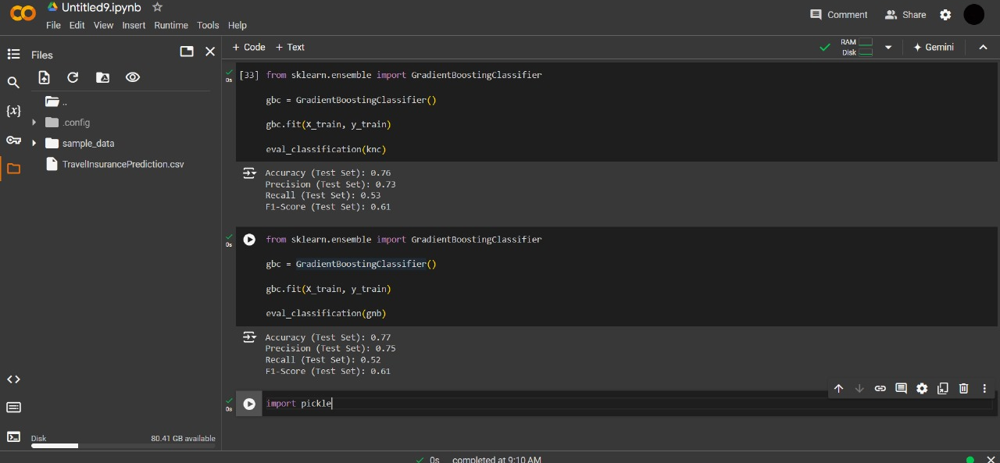 Untitled9.ipynb
File Edit View Insert Runtime Tools Help
Comment
Share
Files
+ Code + Text
RAM
Disk
Gemini
..
.config
sample_data
TravelInsurancePrediction.csv
0s
[33] from sklearn.ensemble import GradientBoostingClassifier
gbc = GradientBoostingClassifier()
gbc.fit(X_train, y_train)
eval_classification(knc)
Accuracy (Test Set): 0.76
Precision (Test Set): 0.73
Recall (Test Set): 0.53
F1-Score (Test Set): 0.61
0s
from sklearn.ensemble import GradientBoostingClassifier
gbc = GradientBoostingClassifier()
gbc.fit(X_train, y_train)
eval_classification(gnb)
Accuracy (Test Set): 0.77
Precision (Test Set): 0.75
Recall (Test Set): 0.52
F1-Score (Test Set): 0.61
0s
import pickle
Disk 80.41 GB available
0s completed at 9:10 AM